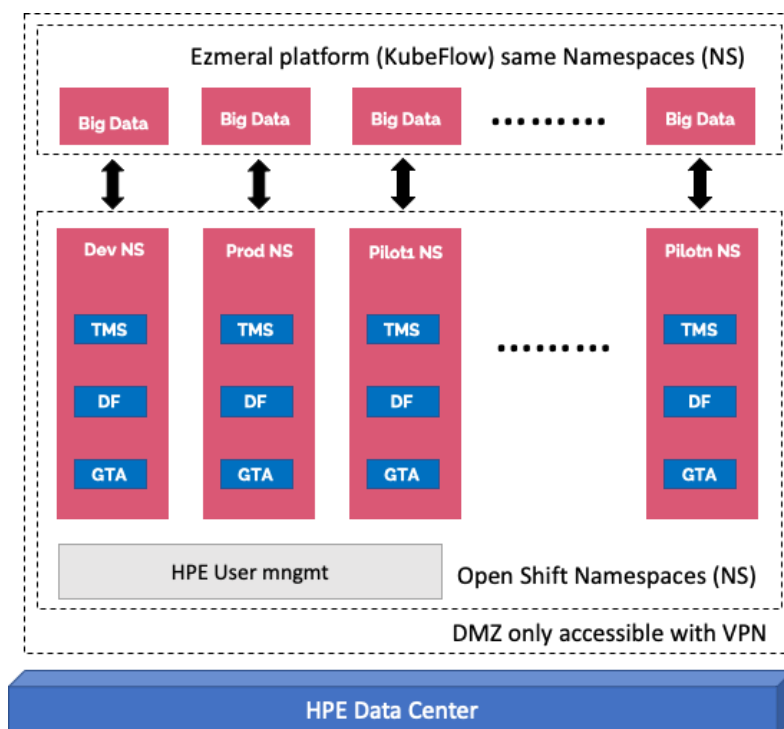 Ezmeral platform (KubeFlow) same Namespaces (NS)
Big Data Big Data Big Data ......... Big Data
Dev NS Prod NS Pilot1 NS Pilotn NS
TMS TMS TMS TMS
.........
DF DF DF DF
GTA GTA GTA GTA
HPE User mngmt
Open Shift Namespaces (NS)
DMZ only accessible with VPN
HPE Data Center